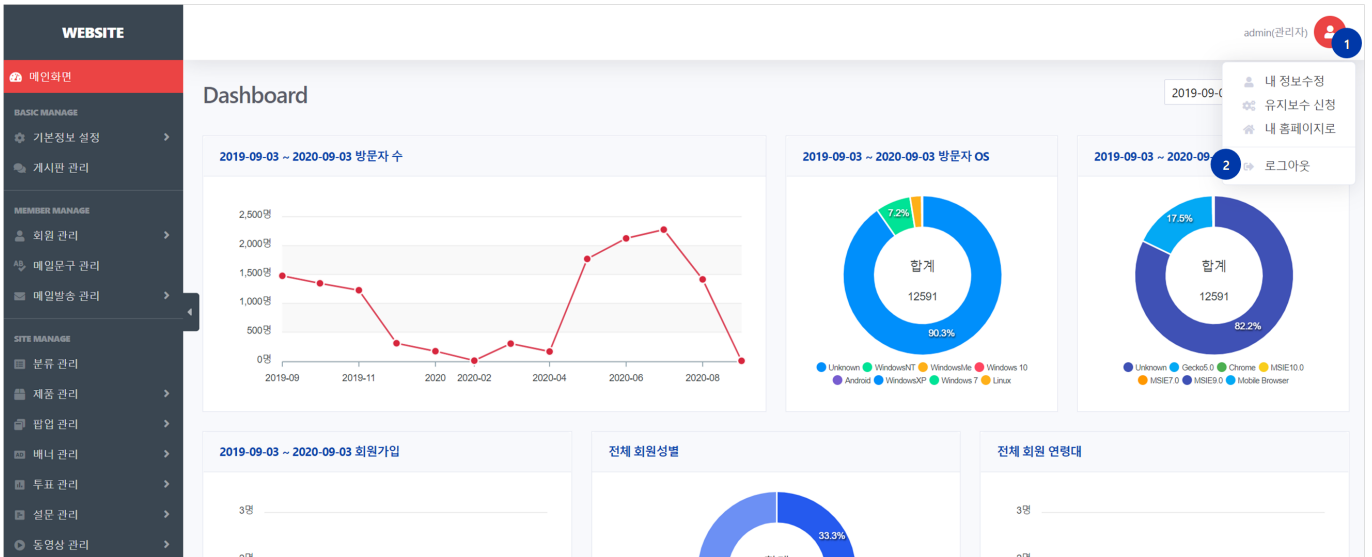 WEBSITE
admin(관리자)
1
메인화면
내 정보수정
유지보수 신청
내 홈페이지로
2
로그아웃
Dashboard
2019-09-0
BASIC MANAGE
기본정보 설정
게시판 관리
MEMBER MANAGE
회원 관리
메일문구 관리
메일발송 관리
SITE MANAGE
분류 관리
제품 관리
팝업 관리
배너 관리
투표 관리
설문 관리
동영상 관리
2019-09-03 ~ 2020-09-03 방문자 수
2,500명
2,000명
1,500명
1,000명
500명
0명
2019-09 2019-11 2020 2020-02 2020-04 2020-06 2020-08
2019-09-03 ~ 2020-09-03 방문자 OS
7.2%
합계
12591
90.3%
Unknown WindowsNT WindowsMe Windows 10
Android WindowsXP Windows 7 Linux
2019-09-03 ~ 2020-09-
17.5%
합계
12591
82.2%
Unknown Gecko5.0 Chrome MSIE10.0
MSIE7.0 MSIE9.0 Mobile Browser
2019-09-03 ~ 2020-09-03 회원가입
3명
전체 회원성별
33.3%
전체 회원 연령대
3명